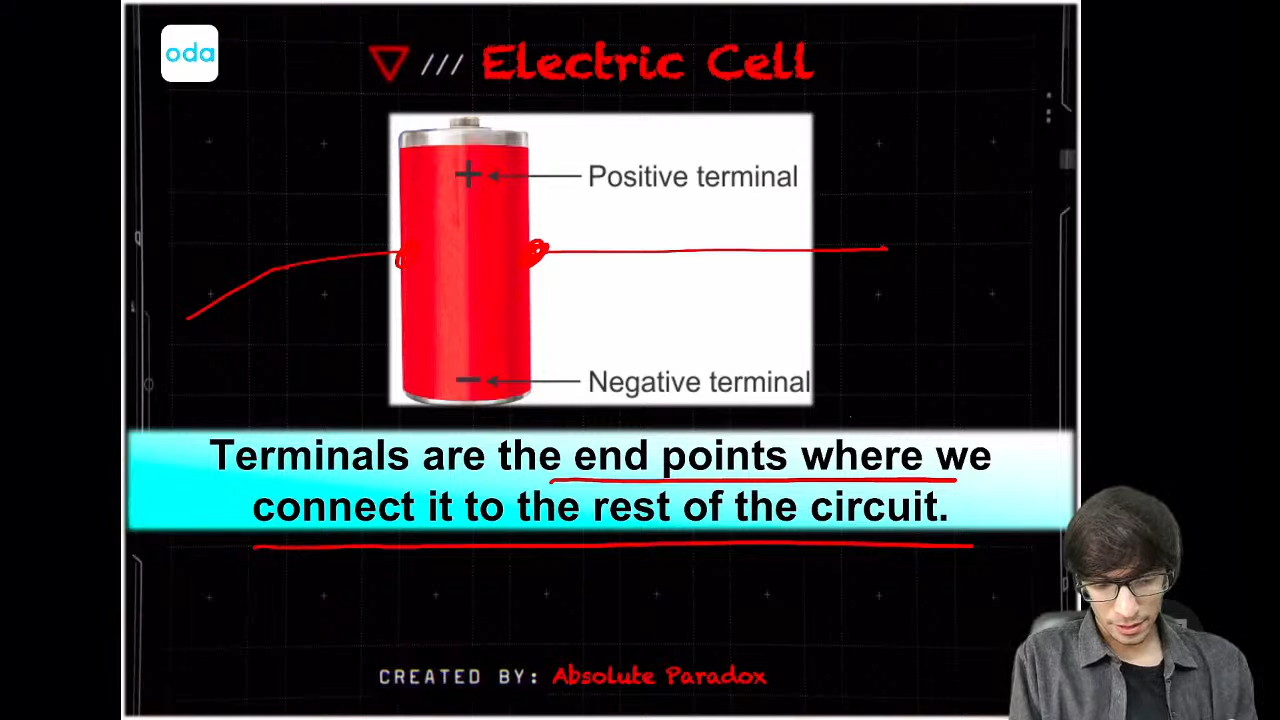 oda
/// Electric Cell
+
Positive terminal
−
Negative terminal
Terminals are the end points where we
connect it to the rest of the circuit.
CREATED BY: Absolute Paradox